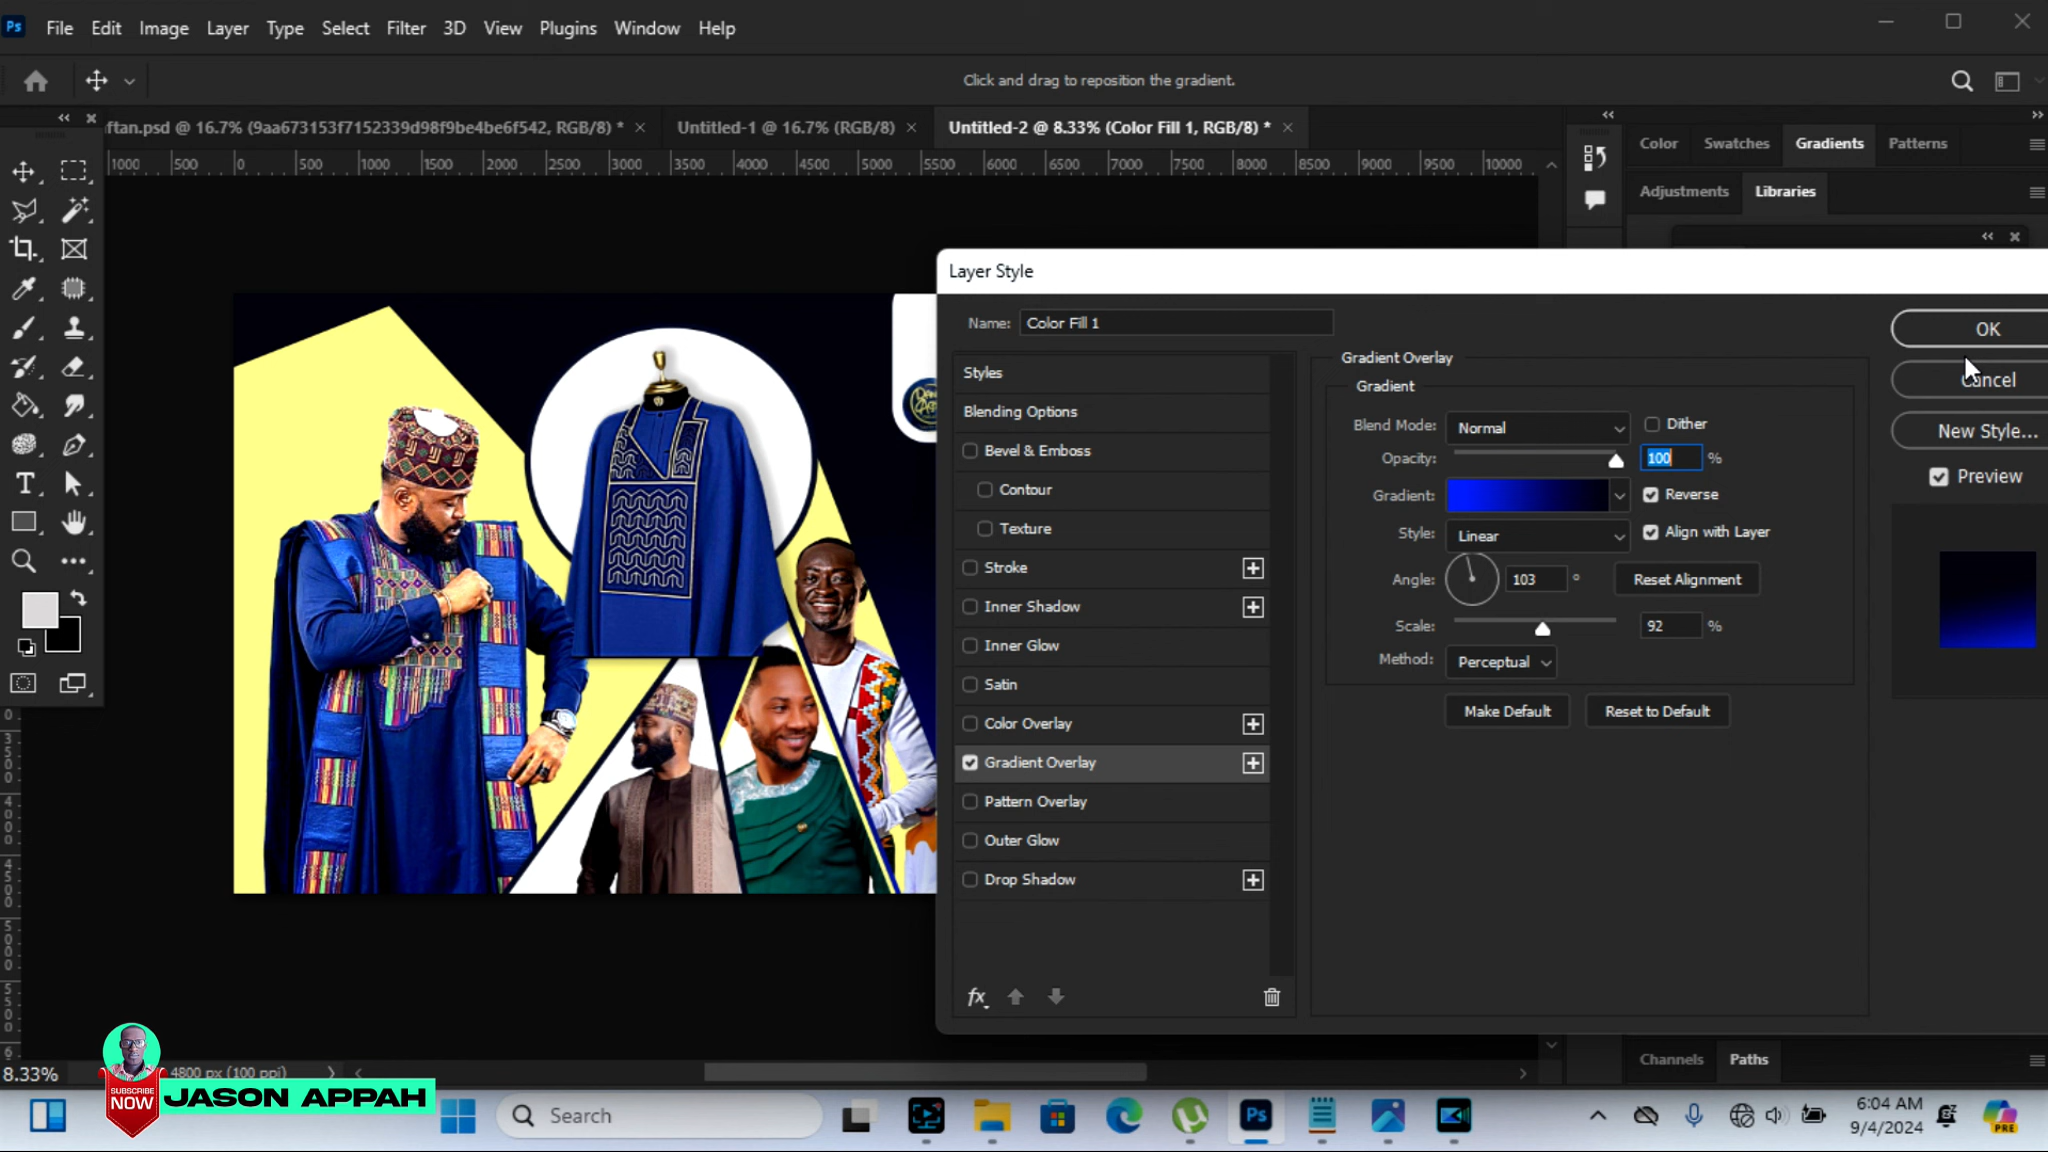 Ps File Edit Image Layer Type Select Filter 3D View Plugins Window Help
Click and drag to reposition the gradient.
ftan.psd @ 16.7% (9aa673153f7152339d98f9be4be6f542, RGB/8) *
Untitled-1 @ 16.7% (RGB/8)
Untitled-2 @ 8.33% (Color Fill 1, RGB/8) *
Color Swatches Gradients Patterns
1000 500 0 500 1000 1500 2000 2500 3000 3500 4000 4500 5000 5500 6000 6500 7000 7500 8000 8500 9000 9500 10000
Adjustments Libraries
Layer Style
Name: Color Fill 1
OK
Cancel
New Style...
Preview
Styles
Blending Options
Bevel & Emboss
Contour
Texture
Stroke
Inner Shadow
Inner Glow
Satin
Color Overlay
Gradient Overlay
Pattern Overlay
Outer Glow
Drop Shadow
fx
Gradient Overlay
Gradient
Blend Mode: Normal Dither
Opacity: 100 %
Gradient: Reverse
Style: Linear Align with Layer
Angle: 103 ° Reset Alignment
Scale: 92 %
Method: Perceptual
Make Default Reset to Default
Channels Paths
8.33% 4800 px (100 ppi)
SUBSCRIBE
NOW
JASON APPAH
Search
Ps
6:04 AM
9/4/2024
PRE